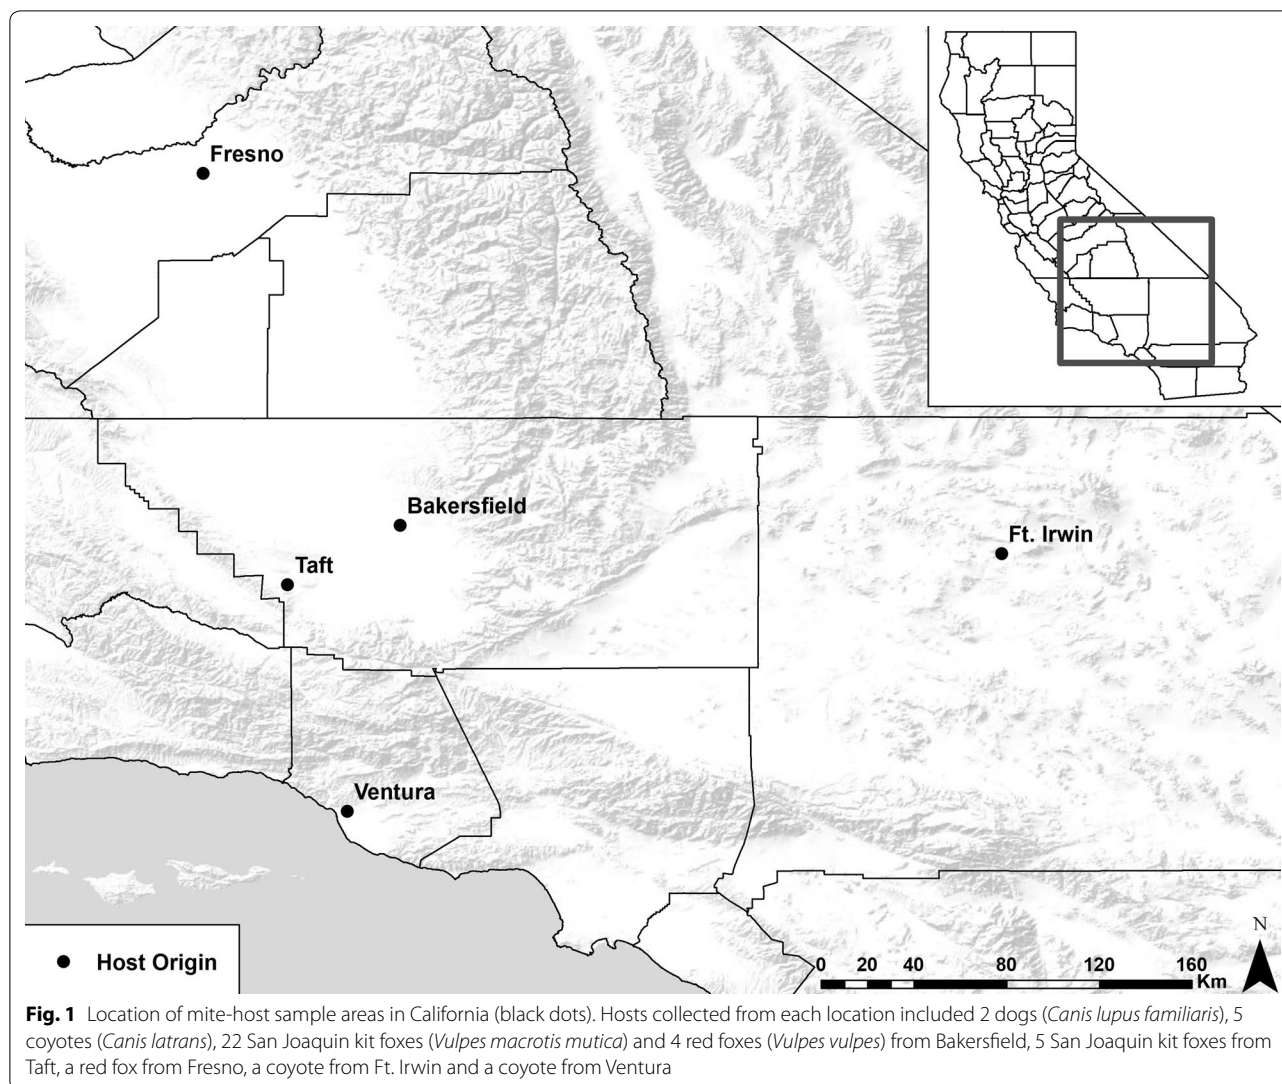 Fresno
Bakersfield
Taft
Ft. Irwin
Ventura
Host Origin
N
0 20 40 80 120 160
Km
Fig. 1 Location of mite-host sample areas in California (black dots). Hosts collected from each location included 2 dogs (Canis lupus familiaris), 5
coyotes (Canis latrans), 22 San Joaquin kit foxes (Vulpes macrotis mutica) and 4 red foxes (Vulpes vulpes) from Bakersfield, 5 San Joaquin kit foxes from
Taft, a red fox from Fresno, a coyote from Ft. Irwin and a coyote from Ventura